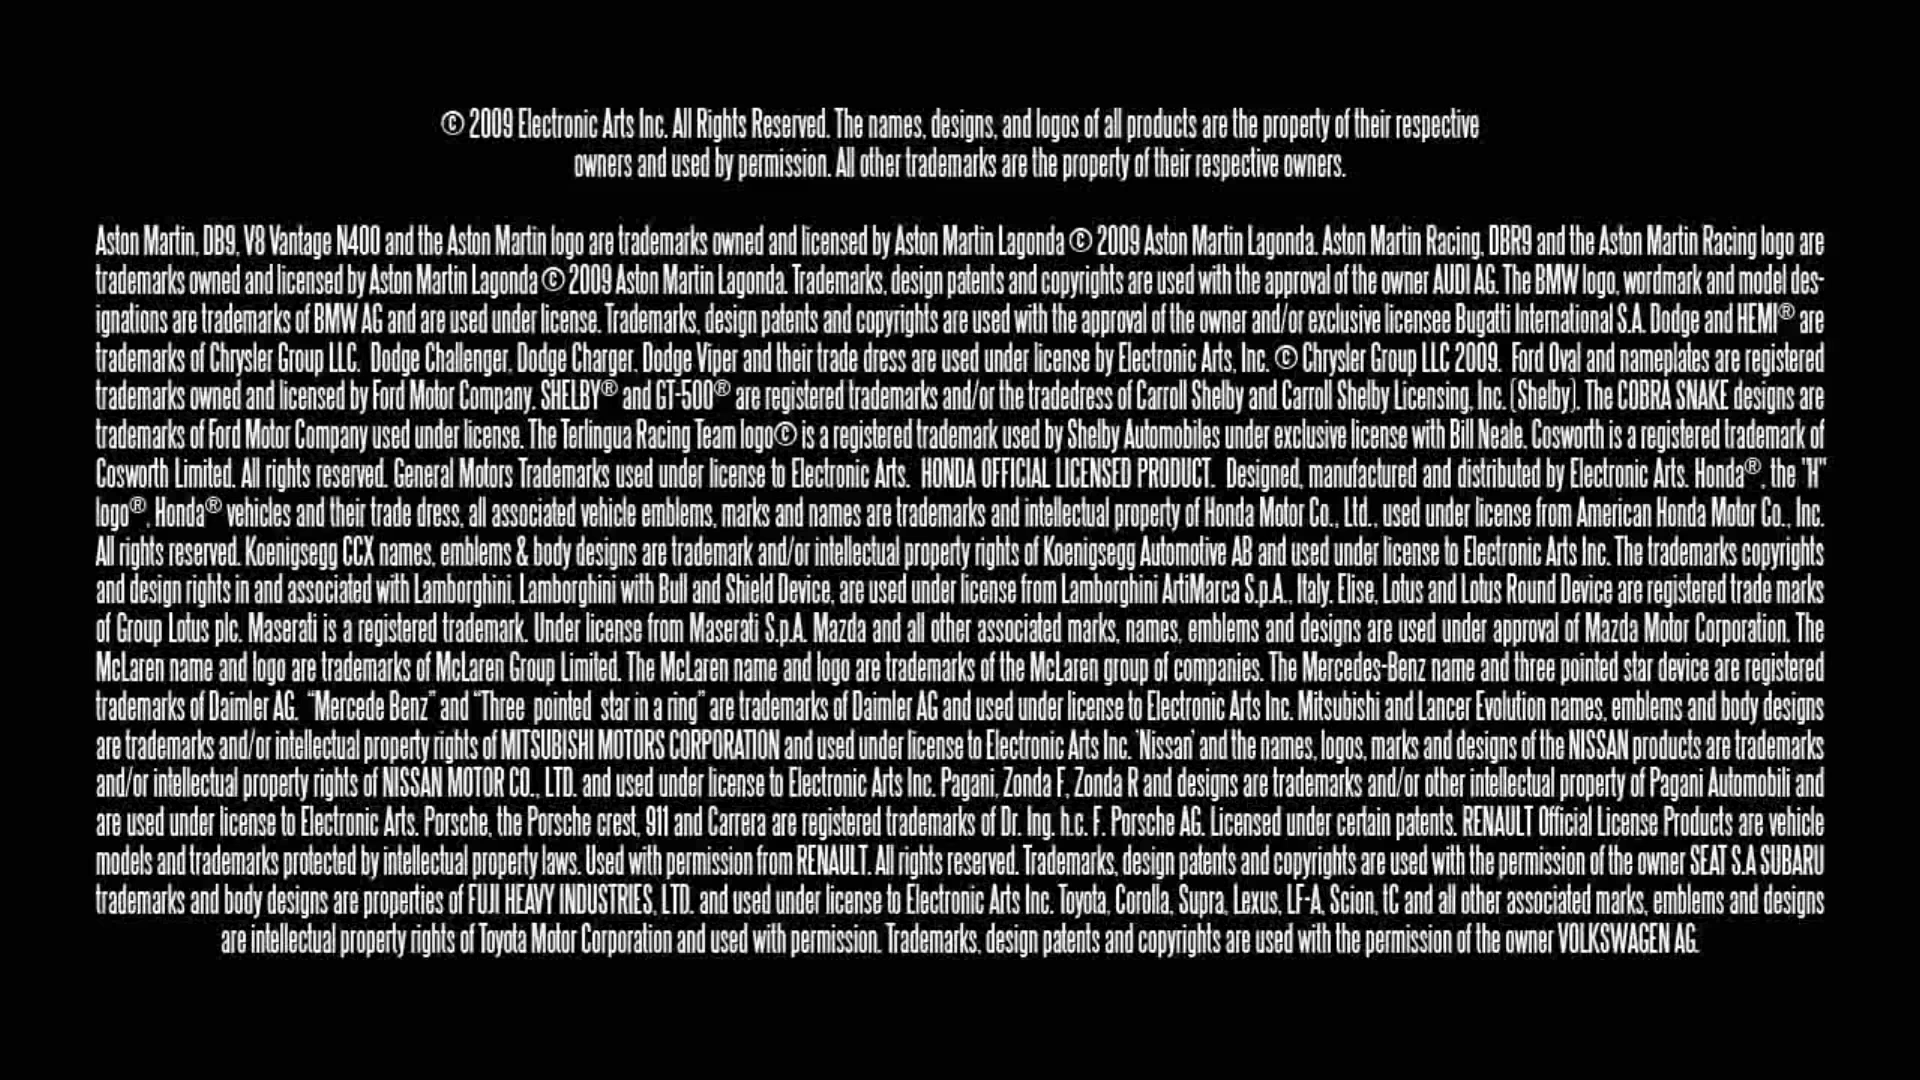 © 2009 Electronic Arts Inc. All Rights Reserved. The names, designs, and logos of all products are the property of their respective
owners and used by permission. All other trademarks are the property of their respective owners.
Aston Martin, DB9, V8 Vantage N400 and the Aston Martin logo are trademarks owned and licensed by Aston Martin Lagonda © 2009 Aston Martin Lagonda. Aston Martin Racing, DBR9 and the Aston Martin Racing logo are
trademarks owned and licensed by Aston Martin Lagonda © 2009 Aston Martin Lagonda. Trademarks, design patents and copyrights are used with the approval of the owner AUDI AG. The BMW logo, wordmark and model des-
ignations are trademarks of BMW AG and are used under license. Trademarks, design patents and copyrights are used with the approval of the owner and/or exclusive licensee Bugatti International S.A. Dodge and HEMI® are
trademarks of Chrysler Group LLC. Dodge Challenger, Dodge Charger, Dodge Viper and their trade dress are used under license by Electronic Arts, Inc. © Chrysler Group LLC 2009. Ford Oval and nameplates are registered
trademarks owned and licensed by Ford Motor Company. SHELBY® and GT-500® are registered trademarks and/or the tradedress of Carroll Shelby and Carroll Shelby Licensing, Inc. (Shelby). The COBRA SNAKE designs are
trademarks of Ford Motor Company used under license. The Terlingua Racing Team logo© is a registered trademark used by Shelby Automobiles under exclusive license with Bill Neale. Cosworth is a registered trademark of
Cosworth Limited. All rights reserved. General Motors Trademarks used under license to Electronic Arts. HONDA OFFICIAL LICENSED PRODUCT. Designed, manufactured and distributed by Electronic Arts. Honda®, the "H"
logo®, Honda® vehicles and their trade dress, all associated vehicle emblems, marks and names are trademarks and intellectual property of Honda Motor Co., Ltd., used under license from American Honda Motor Co., Inc.
All rights reserved. Koenigsegg CCX names, emblems & body designs are trademark and/or intellectual property rights of Koenigsegg Automotive AB and used under license to Electronic Arts Inc. The trademarks copyrights
and design rights in and associated with Lamborghini, Lamborghini with Bull and Shield Device, are used under license from Lamborghini ArtiMarca S.p.A., Italy. Elise, Lotus and Lotus Round Device are registered trade marks
of Group Lotus plc. Maserati is a registered trademark. Under license from Maserati S.p.A. Mazda and all other associated marks, names, emblems and designs are used under approval of Mazda Motor Corporation. The
McLaren name and logo are trademarks of McLaren Group Limited. The McLaren name and logo are trademarks of the McLaren group of companies. The Mercedes-Benz name and three pointed star device are registered
trademarks of Daimler AG. “Mercede Benz” and “Three pointed star in a ring” are trademarks of Daimler AG and used under license to Electronic Arts Inc. Mitsubishi and Lancer Evolution names, emblems and body designs
are trademarks and/or intellectual property rights of MITSUBISHI MOTORS CORPORATION and used under license to Electronic Arts Inc. 'Nissan' and the names, logos, marks and designs of the NISSAN products are trademarks
and/or intellectual property rights of NISSAN MOTOR CO., LTD. and used under license to Electronic Arts Inc. Pagani, Zonda F, Zonda R and designs are trademarks and/or other intellectual property of Pagani Automobili and
are used under license to Electronic Arts. Porsche, the Porsche crest, 911 and Carrera are registered trademarks of Dr. Ing. h.c. F. Porsche AG. Licensed under certain patents. RENAULT Official License Products are vehicle
models and trademarks protected by intellectual property laws. Used with permission from RENAULT. All rights reserved. Trademarks, design patents and copyrights are used with the permission of the owner SEAT S.A SUBARU
trademarks and body designs are properties of FUJI HEAVY INDUSTRIES, LTD. and used under license to Electronic Arts Inc. Toyota, Corolla, Supra, Lexus, LF-A, Scion, tC and all other associated marks, emblems and designs
are intellectual property rights of Toyota Motor Corporation and used with permission. Trademarks, design patents and copyrights are used with the permission of the owner VOLKSWAGEN AG.